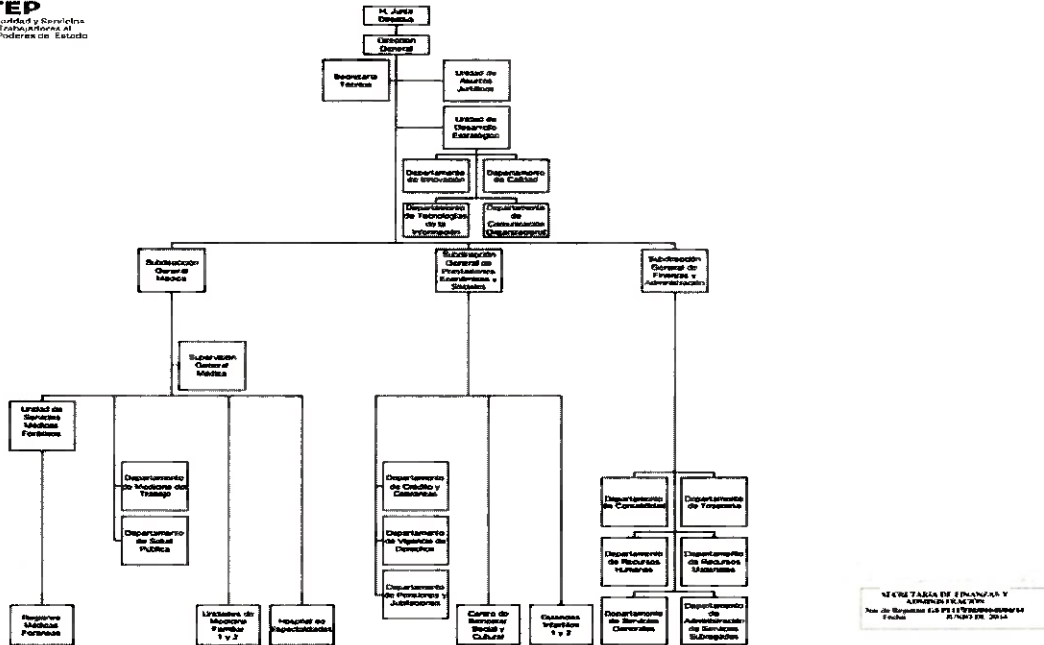 TEP
H. Junta
Directiva
Dirección
General
Secretaría
Técnica
Unidad de
Asuntos
Jurídicos
Unidad de
Desarrollo
Estratégico
Departamento
de Innovación
Departamento
de Calidad
Departamento
de Tecnologías
de la
Información
Departamento
de
Comunicación
Organizacional
Subdirección
General
Médica
Subdirección
General de
Prestaciones
Económicas y
Sociales
Subdirección
General de
Finanzas y
Administración
Supervisión
General
Médica
Unidad de
Servicios
Médicos
Foráneos
Departamento
de Medicina del
Trabajo
Departamento
de Salud
Pública
Departamento
de Crédito y
Cobranzas
Departamento
de Vigencia de
Derechos
Departamento
de Pensiones y
Jubilaciones
Departamento
de Contabilidad
Departamento
de Tesorería
Departamento
de Recursos
Humanos
Departamento
de Recursos
Materiales
Departamento
de Servicios
Generales
Departamento
de
Administración
de Servicios
Subrogados
Regiones
Médicas
Foráneas
Unidades de
Medicina
Familiar
1 y 2
Hospital de
Especialidades
Centro de
Bienestar
Social y
Cultural
Estancias
Infantiles
1 y 2
SECRETARÍA DE FINANZAS Y
ADMINISTRACIÓN
Fecha JUNIO DE